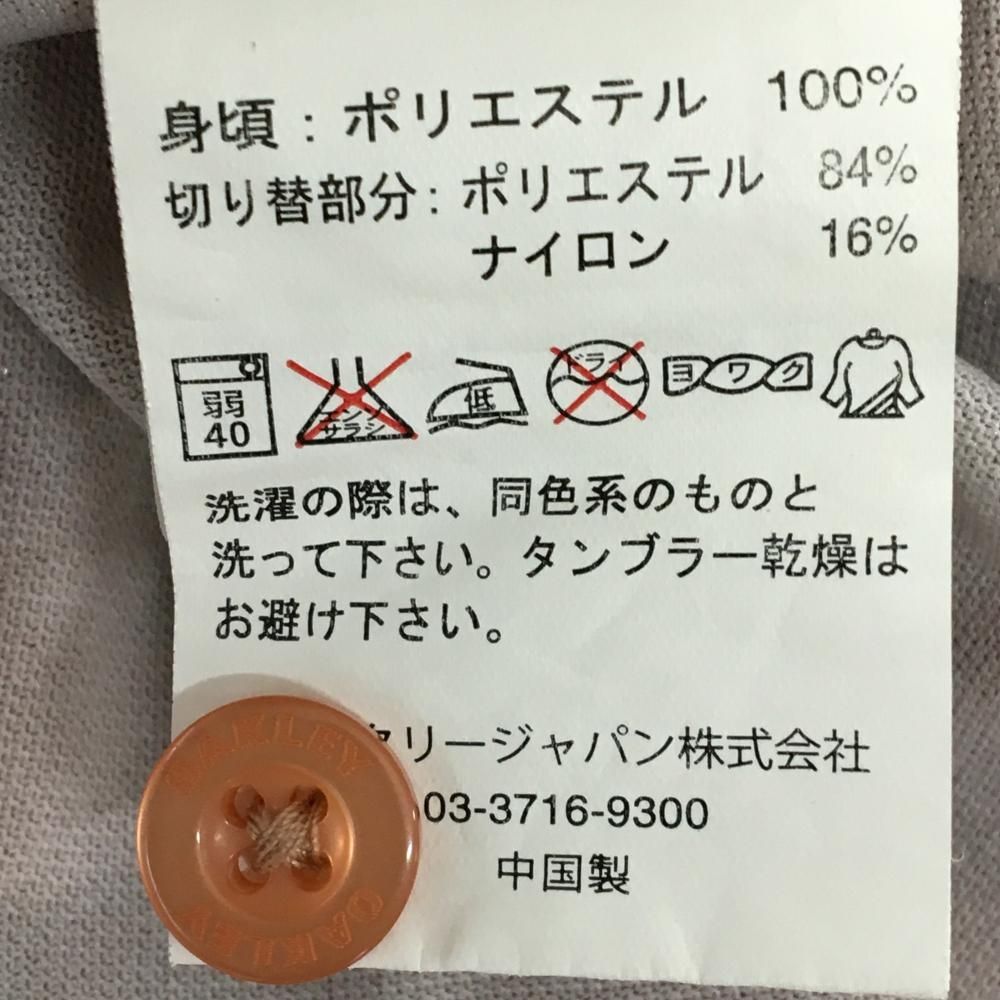 身頃：ポリエステル 100%
切り替部分：ポリエステル 84%
ナイロン 16%
弱
40
エンソ
サラシ
低
ドライ
ヨワク
洗濯の際は、同色系のものと
洗って下さい。タンブラー乾燥は
お避け下さい。
クリージャパン株式会社
03-3716-9300
中国製
OAKLEY
OAKLEY